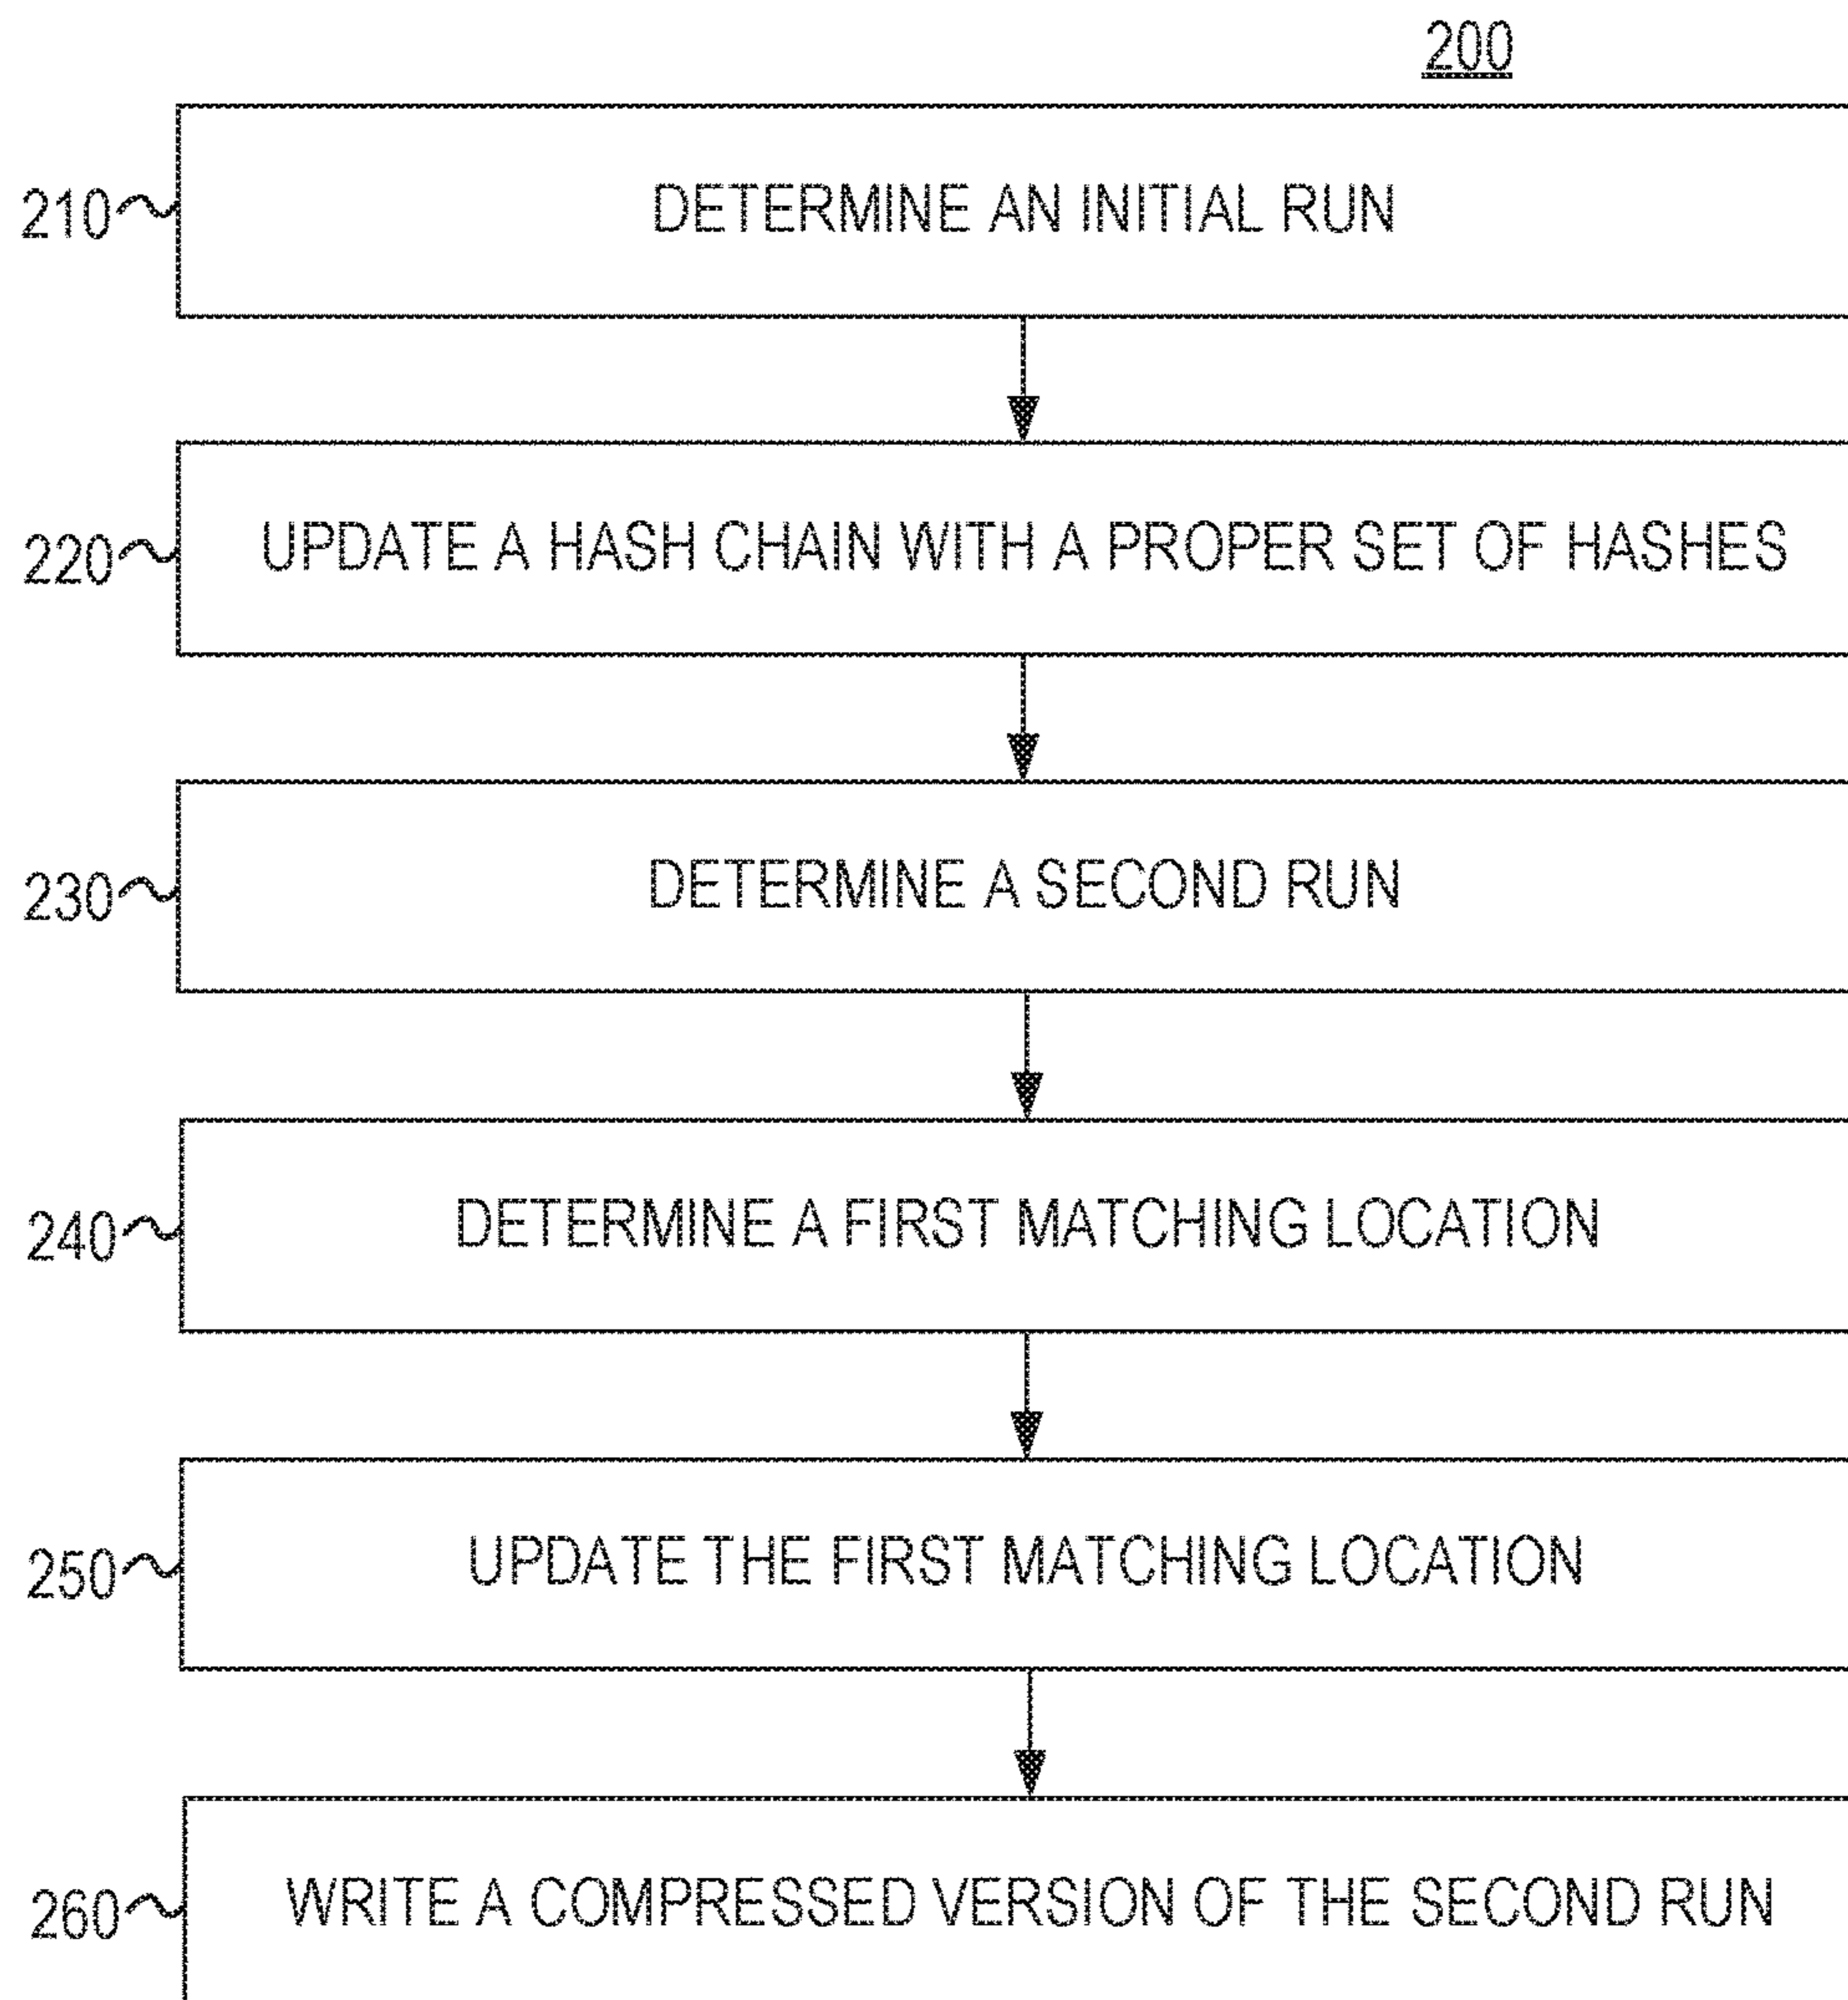 200
210 DETERMINE AN INITIAL RUN
220 UPDATE A HASH CHAIN WITH A PROPER SET OF HASHES
230 DETERMINE A SECOND RUN
240 DETERMINE A FIRST MATCHING LOCATION
250 UPDATE THE FIRST MATCHING LOCATION
260 WRITE A COMPRESSED VERSION OF THE SECOND RUN